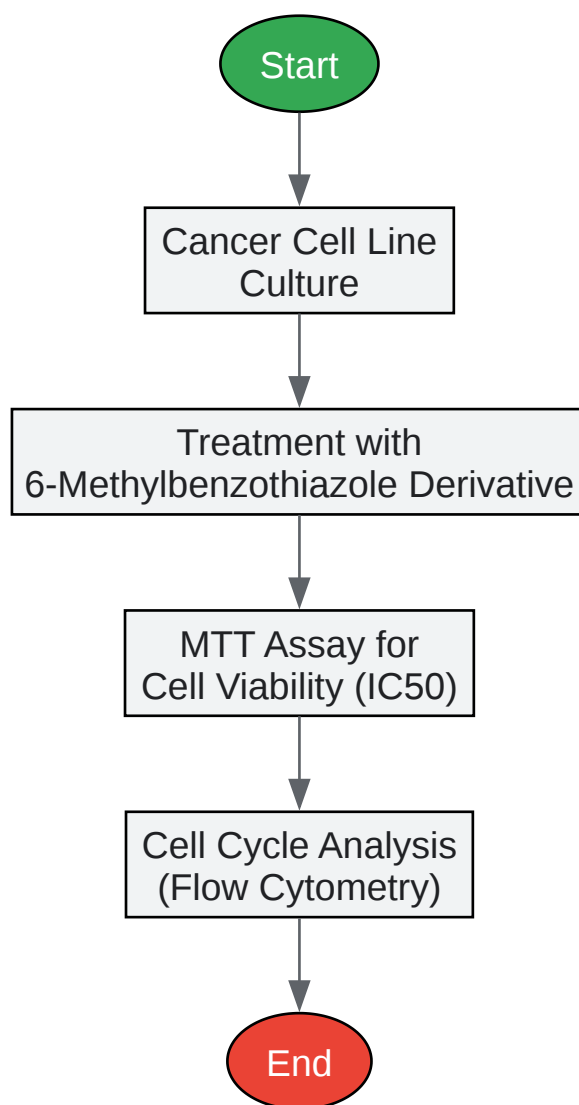 Start
Cancer Cell Line
Culture
Treatment with
6-Methylbenzothiazole Derivative
MTT Assay for
Cell Viability (IC50)
Cell Cycle Analysis
(Flow Cytometry)
End